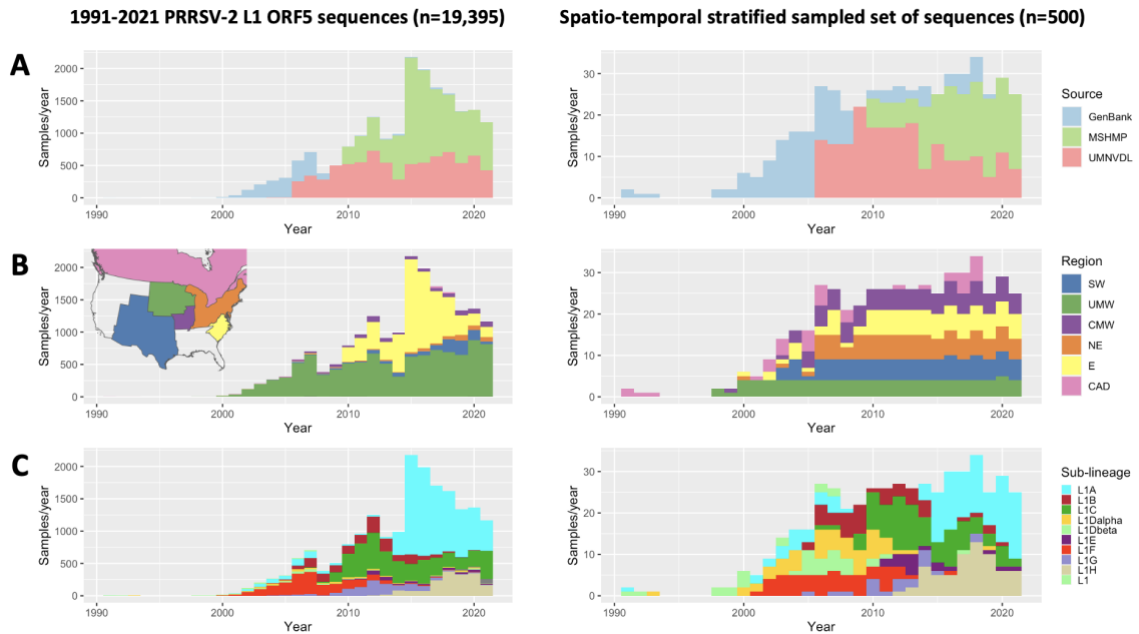 1991-2021 PRRSV-2 L1 ORF5 sequences (n=19,395)
Spatio-temporal stratified sampled set of sequences (n=500)
A
Samples/year
2000
1500
1000
500
0
1990
2000
2010
2020
Year
Samples/year
30
20
10
0
1990
2000
2010
2020
Year
Source
GenBank
MSHMP
UMNVDL
B
Samples/year
2000
1500
1000
500
0
1990
2000
2010
2020
Year
Samples/year
30
20
10
0
1990
2000
2010
2020
Year
Region
SW
UMW
CMW
NE
E
CAD
C
Samples/year
2000
1500
1000
500
0
1990
2000
2010
2020
Year
Samples/year
30
20
10
0
1990
2000
2010
2020
Year
Sub-lineage
L1A
L1B
L1C
L1Dalpha
L1Dbeta
L1E
L1F
L1G
L1H
L1